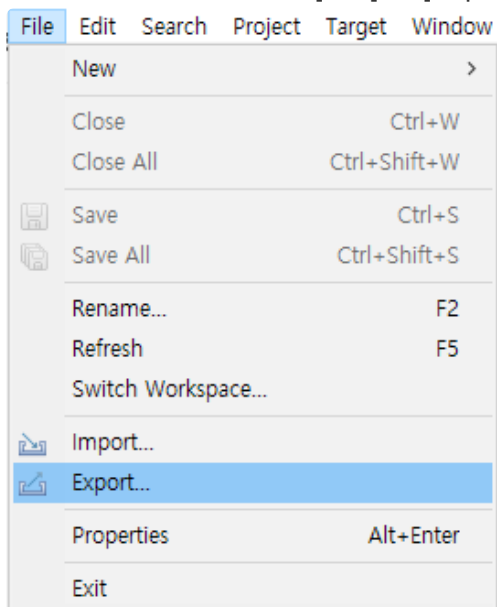 File Edit Search Project Target Window
New >
Close Ctrl+W
Close All Ctrl+Shift+W
Save Ctrl+S
Save All Ctrl+Shift+S
Rename... F2
Refresh F5
Switch Workspace...
Import...
Export...
Properties Alt+Enter
Exit